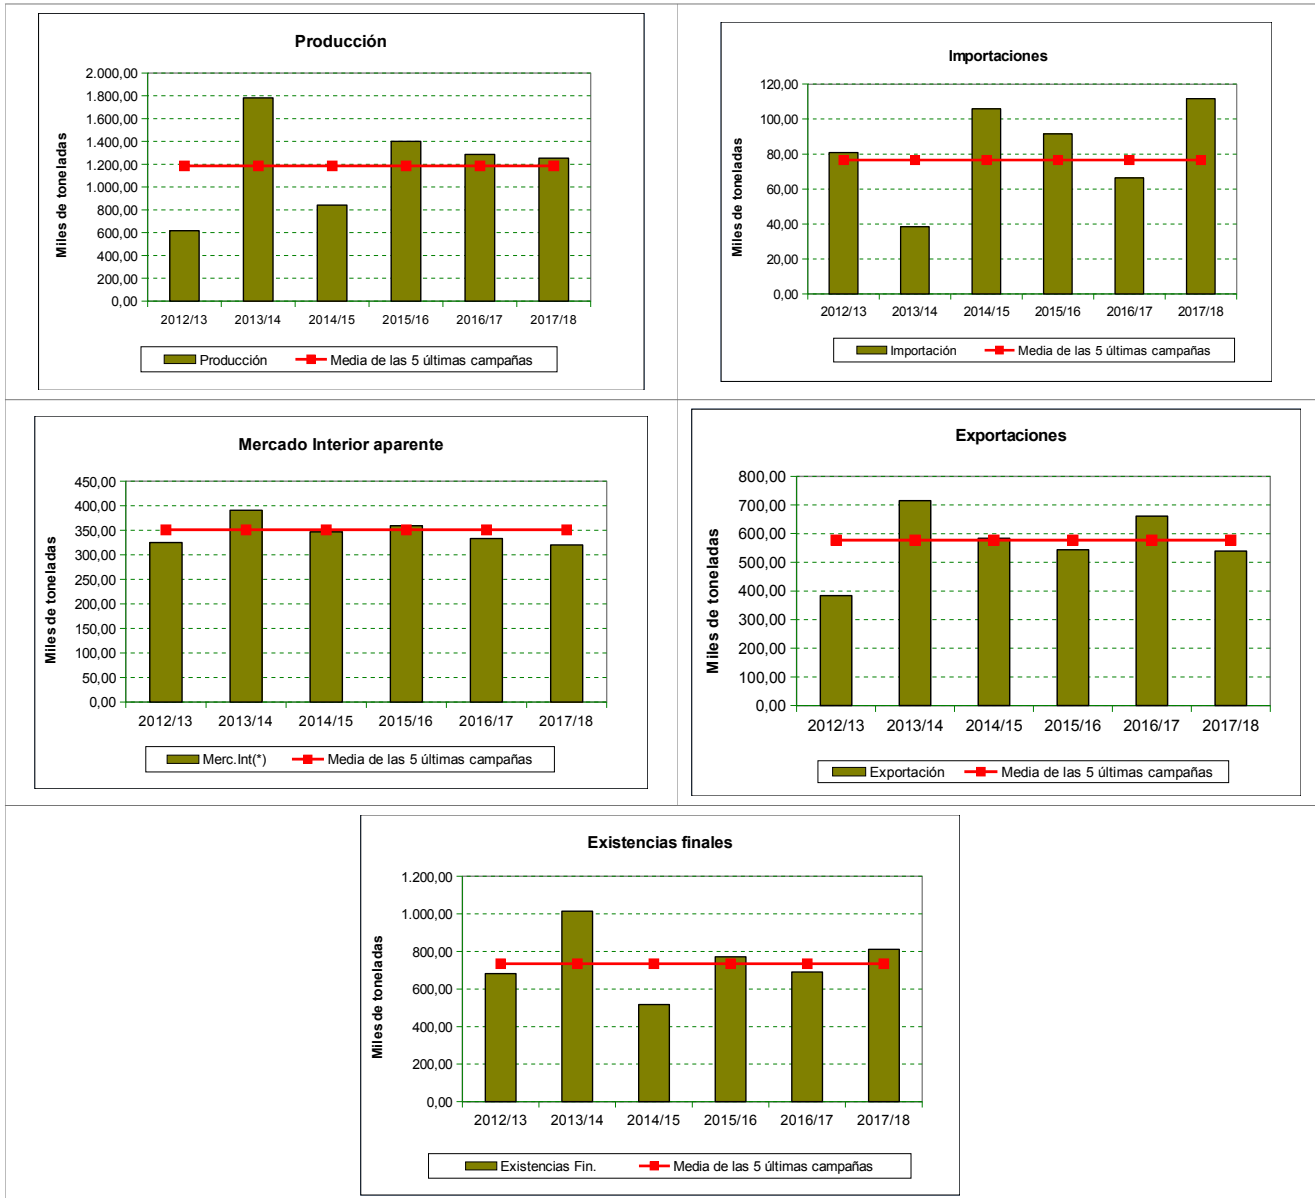 Producción
Miles de toneladas
2.000,00
1.800,00
1.600,00
1.400,00
1.200,00
1.000,00
800,00
600,00
400,00
200,00
0,00
2012/13 2013/14 2014/15 2015/16 2016/17 2017/18
Producción Media de las 5 últimas campañas
Importaciones
Miles de toneladas
120,00
100,00
80,00
60,00
40,00
20,00
0,00
2012/13 2013/14 2014/15 2015/16 2016/17 2017/18
Importación Media de las 5 últimas campañas
Mercado Interior aparente
Miles de toneladas
450,00
400,00
350,00
300,00
250,00
200,00
150,00
100,00
50,00
0,00
2012/13 2013/14 2014/15 2015/16 2016/17 2017/18
Merc.Int(*) Media de las 5 últimas campañas
Exportaciones
Miles de toneladas
800,00
700,00
600,00
500,00
400,00
300,00
200,00
100,00
0,00
2012/13 2013/14 2014/15 2015/16 2016/17 2017/18
Exportación Media de las 5 últimas campañas
Existencias finales
Miles de toneladas
1.200,00
1.000,00
800,00
600,00
400,00
200,00
0,00
2012/13 2013/14 2014/15 2015/16 2016/17 2017/18
Existencias Fin. Media de las 5 últimas campañas